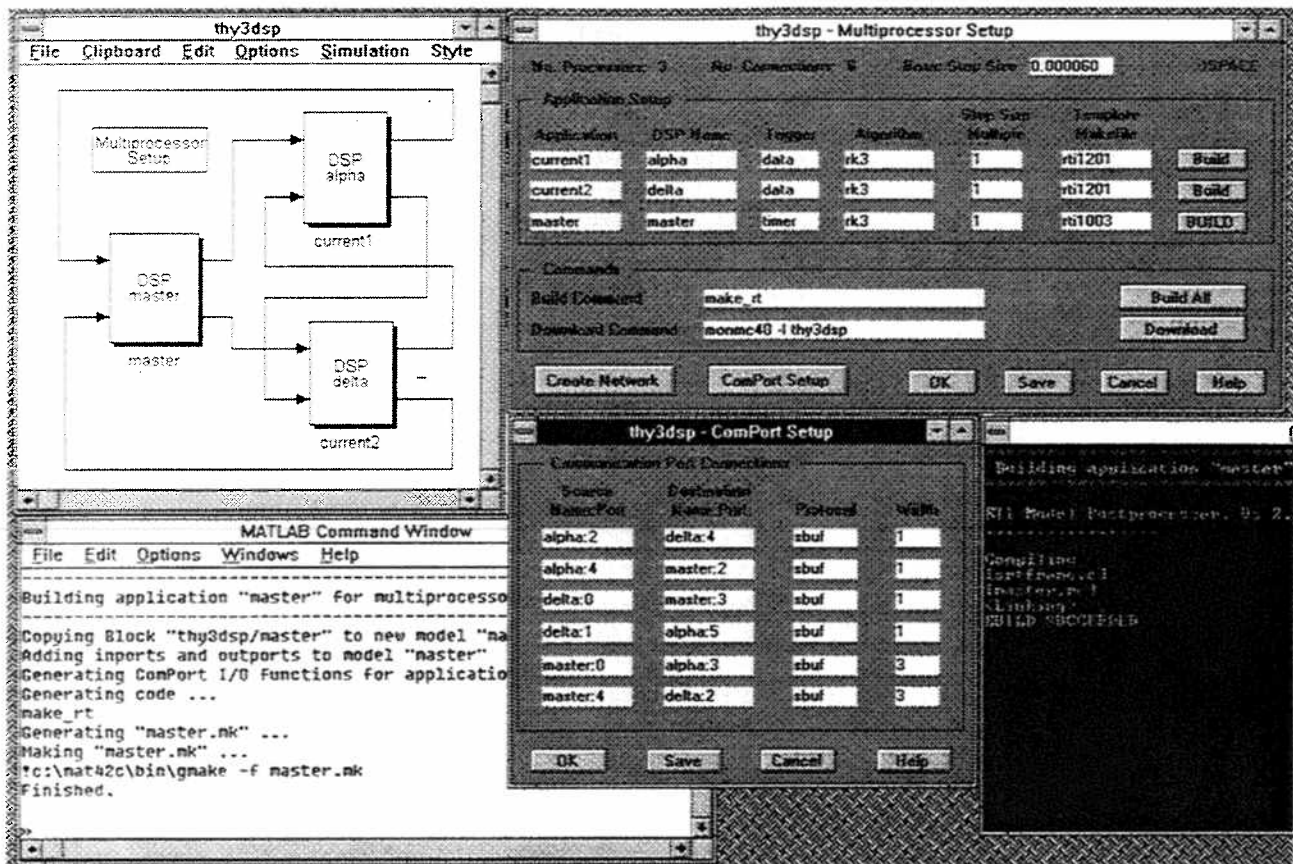 thy3dsp
File Clipboard Edit Options Simulation Style
Multiprocessor
Setup
DSP
alpha
current1
DSP
master
master
DSP
delta
current2
thy3dsp - Multiprocessor Setup
No. Processors: 3 No. Connections: 6 Basic Step Size 0.000060 dSPACE
Application Setup
Step Size Template
Application DSP Name Trigger Algorithm Multiple Makefile
current1 alpha data rk3 1 rti1201 Build
current2 delta data rk3 1 rti1201 Build
master master timer rk3 1 rti1003 BUILD
Commands
Build Command make_rt Build All
Download Command monmc40 -l thy3dsp Download
Create Network ComPort Setup OK Save Cancel Help
thy3dsp - ComPort Setup
Communication Port Connections
Source Destination
Name:Port Name:Port Protocol Width
alpha:2 delta:4 sbuf 1
alpha:4 master:2 sbuf 1
delta:0 master:3 sbuf 1
delta:1 alpha:5 sbuf 1
master:0 alpha:3 sbuf 3
master:4 delta:2 sbuf 3
OK Save Cancel Help
Building application "master"
RTI Model Postprocessor, Vs 2.
Compiling
<Linking>
BUILD SUCCEEDED
MATLAB Command Window
File Edit Options Windows Help
Building application "master" for multiprocesso
Copying Block "thy3dsp/master" to new model "ma
Adding inports and outports to model "master"
Generating ComPort I/O functions for applicatio
Generating code ...
make_rt
Generating "master.mk" ...
Making "master.mk" ...
!c:\mat42c\bin\gmake -f master.mk
Finished.
»